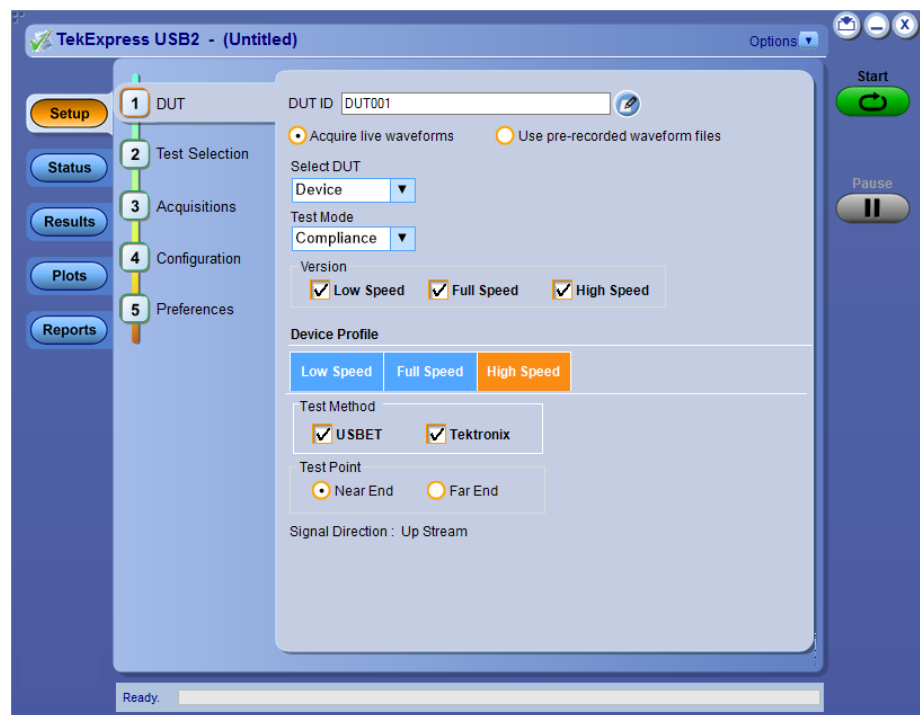 TekExpress USB2 - (Untitled)
Options
Start
Pause
Setup
Status
Results
Plots
Reports
1 DUT
2 Test Selection
3 Acquisitions
4 Configuration
5 Preferences
DUT ID DUT001
Acquire live waveforms Use pre-recorded waveform files
Select DUT
Device
Test Mode
Compliance
Version
Low Speed Full Speed High Speed
Device Profile
Low Speed Full Speed High Speed
Test Method
USBET Tektronix
Test Point
Near End Far End
Signal Direction : Up Stream
Ready.